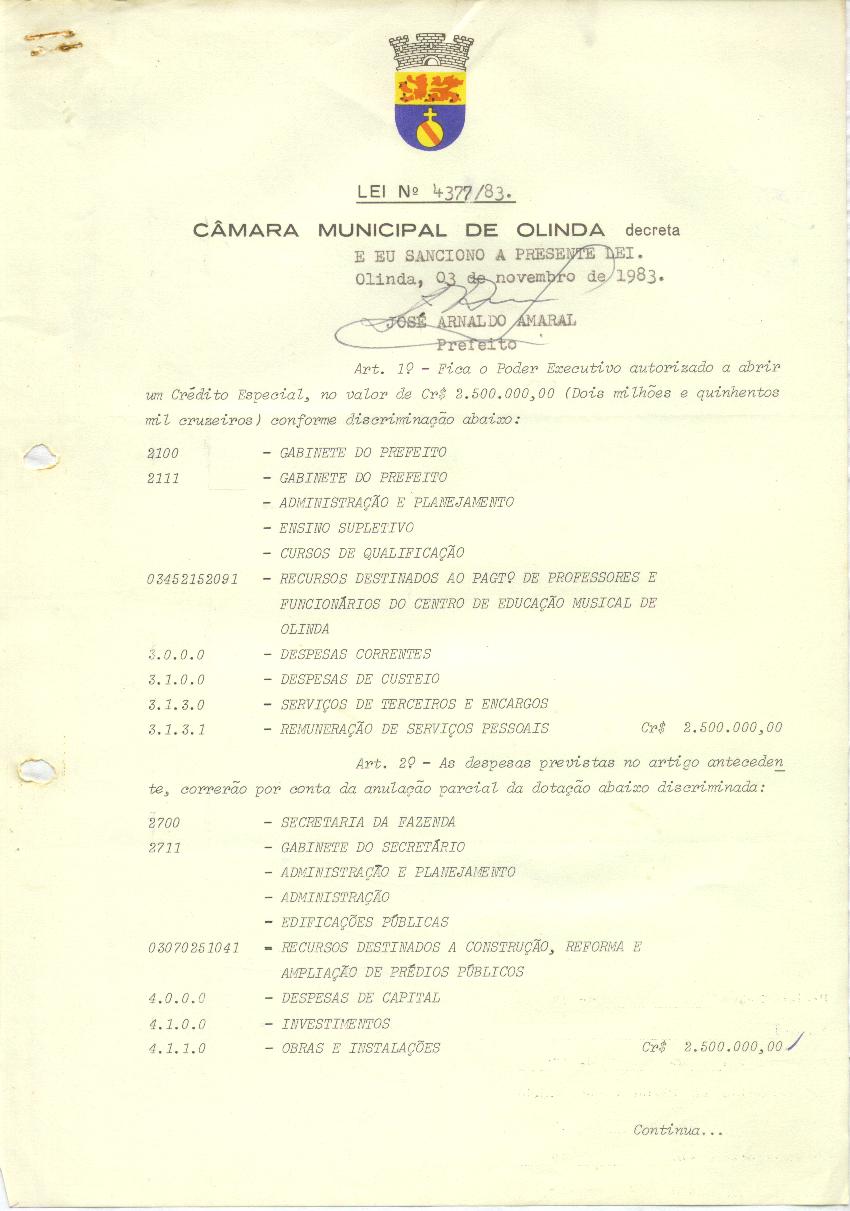 LEI Nº 4377/83.
CÂMARA MUNICIPAL DE OLINDA decreta
E EU SANCIONO A PRESENTE LEI.
Olinda, 03 de novembro de 1983.
JOSÉ ARNALDO AMARAL
Prefeito
Art. 1º - Fica o Poder Executivo autorizado a abrir
um Crédito Especial, no valor de Cr$ 2.500.000,00 (Dois milhões e quinhentos
mil cruzeiros) conforme discriminação abaixo:
2100 - GABINETE DO PREFEITO
2111 - GABINETE DO PREFEITO
- ADMINISTRAÇÃO E PLANEJAMENTO
- ENSINO SUPLETIVO
- CURSOS DE QUALIFICAÇÃO
03452152091 - RECURSOS DESTINADOS AO PAGTº DE PROFESSORES E
FUNCIONÁRIOS DO CENTRO DE EDUCAÇÃO MUSICAL DE
OLINDA
3.0.0.0 - DESPESAS CORRENTES
3.1.0.0 - DESPESAS DE CUSTEIO
3.1.3.0 - SERVIÇOS DE TERCEIROS E ENCARGOS
3.1.3.1 - REMUNERAÇÃO DE SERVIÇOS PESSOAIS Cr$ 2.500.000,00
Art. 2º - As despesas previstas no artigo anteceden
te, correrão por conta da anulação parcial da dotação abaixo discriminada:
2700 - SECRETARIA DA FAZENDA
2711 - GABINETE DO SECRETÁRIO
- ADMINISTRAÇÃO E PLANEJAMENTO
- ADMINISTRAÇÃO
- EDIFICAÇÕES PÚBLICAS
03070251041 - RECURSOS DESTINADOS A CONSTRUÇÃO, REFORMA E
AMPLIAÇÃO DE PRÉDIOS PÚBLICOS
4.0.0.0 - DESPESAS DE CAPITAL
4.1.0.0 - INVESTIMENTOS
4.1.1.0 - OBRAS E INSTALAÇÕES Cr$ 2.500.000,00
Continua...